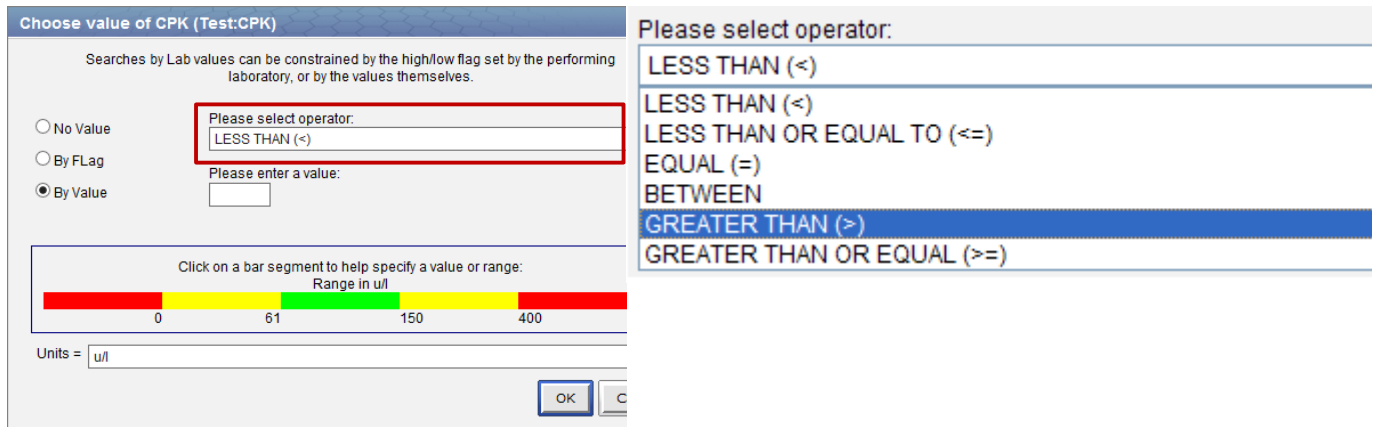 Choose value of CPK (Test:CPK)
Searches by Lab values can be constrained by the high/low flag set by the performing
laboratory, or by the values themselves.
No Value
By FLag
By Value
Please select operator:
LESS THAN (<)
Please enter a value:
Click on a bar segment to help specify a value or range:
Range in u/l
0 61 150 400
Units = u/l
OK C
Please select operator:
LESS THAN (<)
LESS THAN (<)
LESS THAN OR EQUAL TO (<=)
EQUAL (=)
BETWEEN
GREATER THAN (>)
GREATER THAN OR EQUAL (>=)